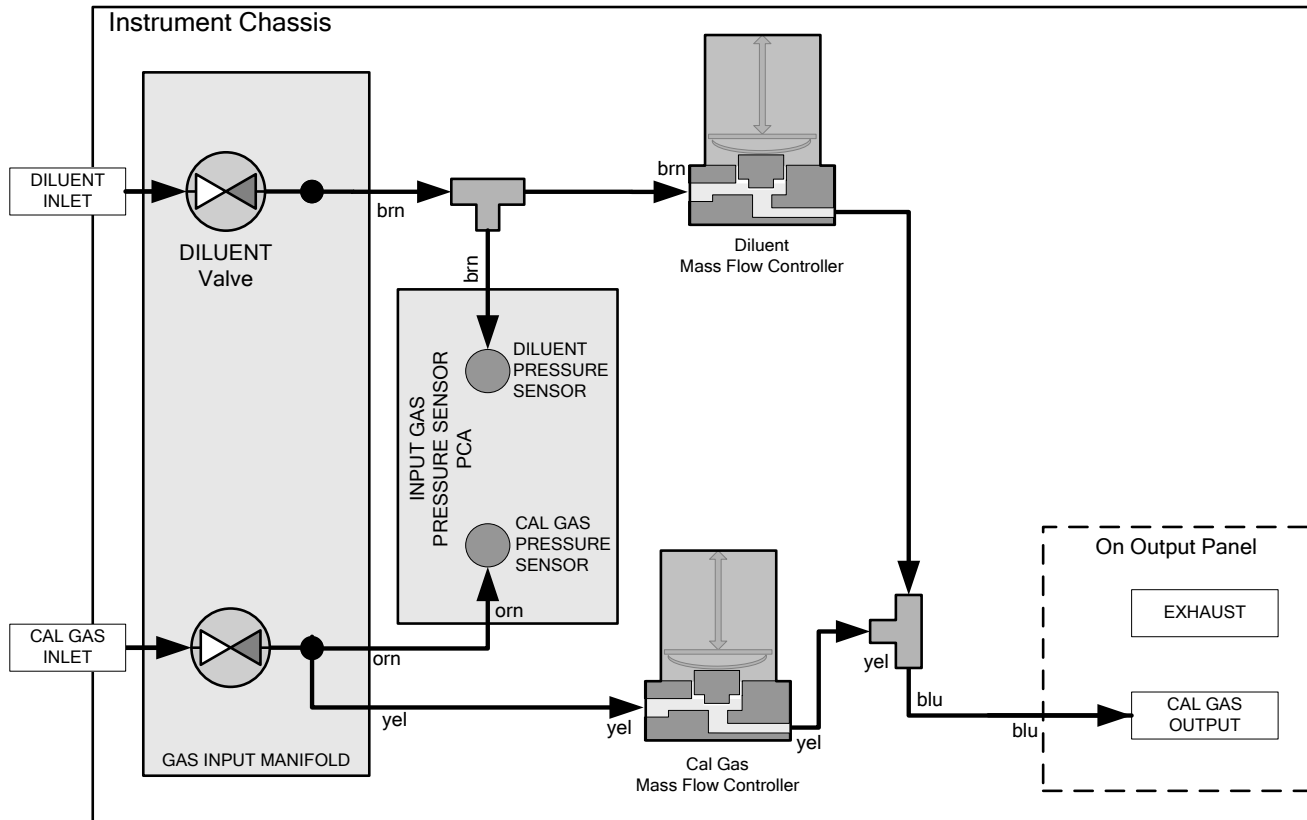 Instrument Chassis
DILUENT
INLET
DILUENT
Valve
brn
brn
brn
Diluent
Mass Flow Controller
INPUT GAS
PRESSURE SENSOR
PCA
DILUENT
PRESSURE
SENSOR
CAL GAS
PRESSURE
SENSOR
orn
orn
CAL GAS
INLET
yel
GAS INPUT MANIFOLD
yel
yel
Cal Gas
Mass Flow Controller
yel
blu
blu
On Output Panel
EXHAUST
CAL GAS
OUTPUT